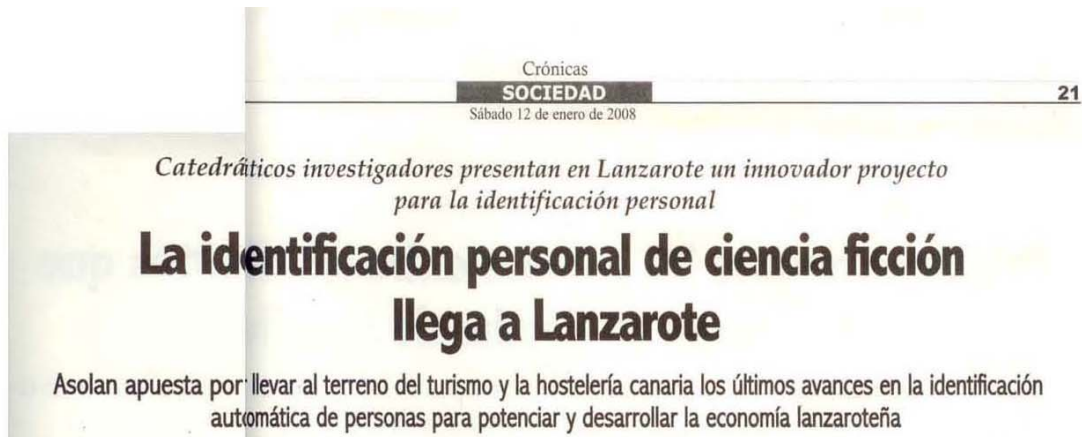 Crónicas
SOCIEDAD
21
Sábado 12 de enero de 2008
Catedráticos investigadores presentan en Lanzarote un innovador proyecto
para la identificación personal
La identificación personal de ciencia ficción
llega a Lanzarote
Asolan apuesta por llevar al terreno del turismo y la hostelería canaria los últimos avances en la identificación
automática de personas para potenciar y desarrollar la economía lanzaroteña